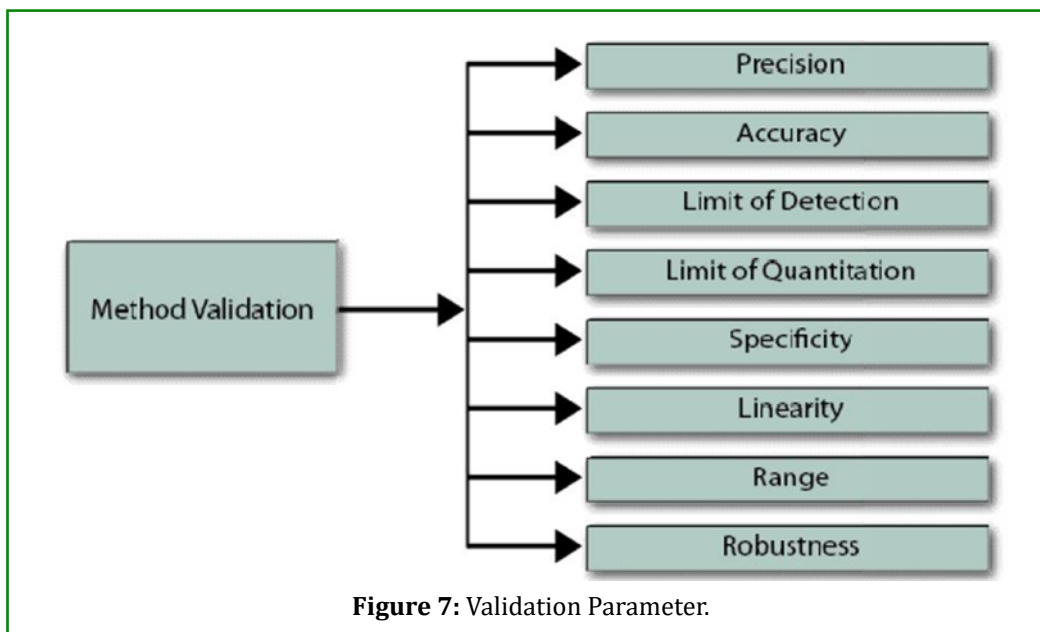 Precision
Accuracy
Limit of Detection
Limit of Quantitation
Method Validation
Specificity
Linearity
Range
Robustness
Figure 7: Validation Parameter.